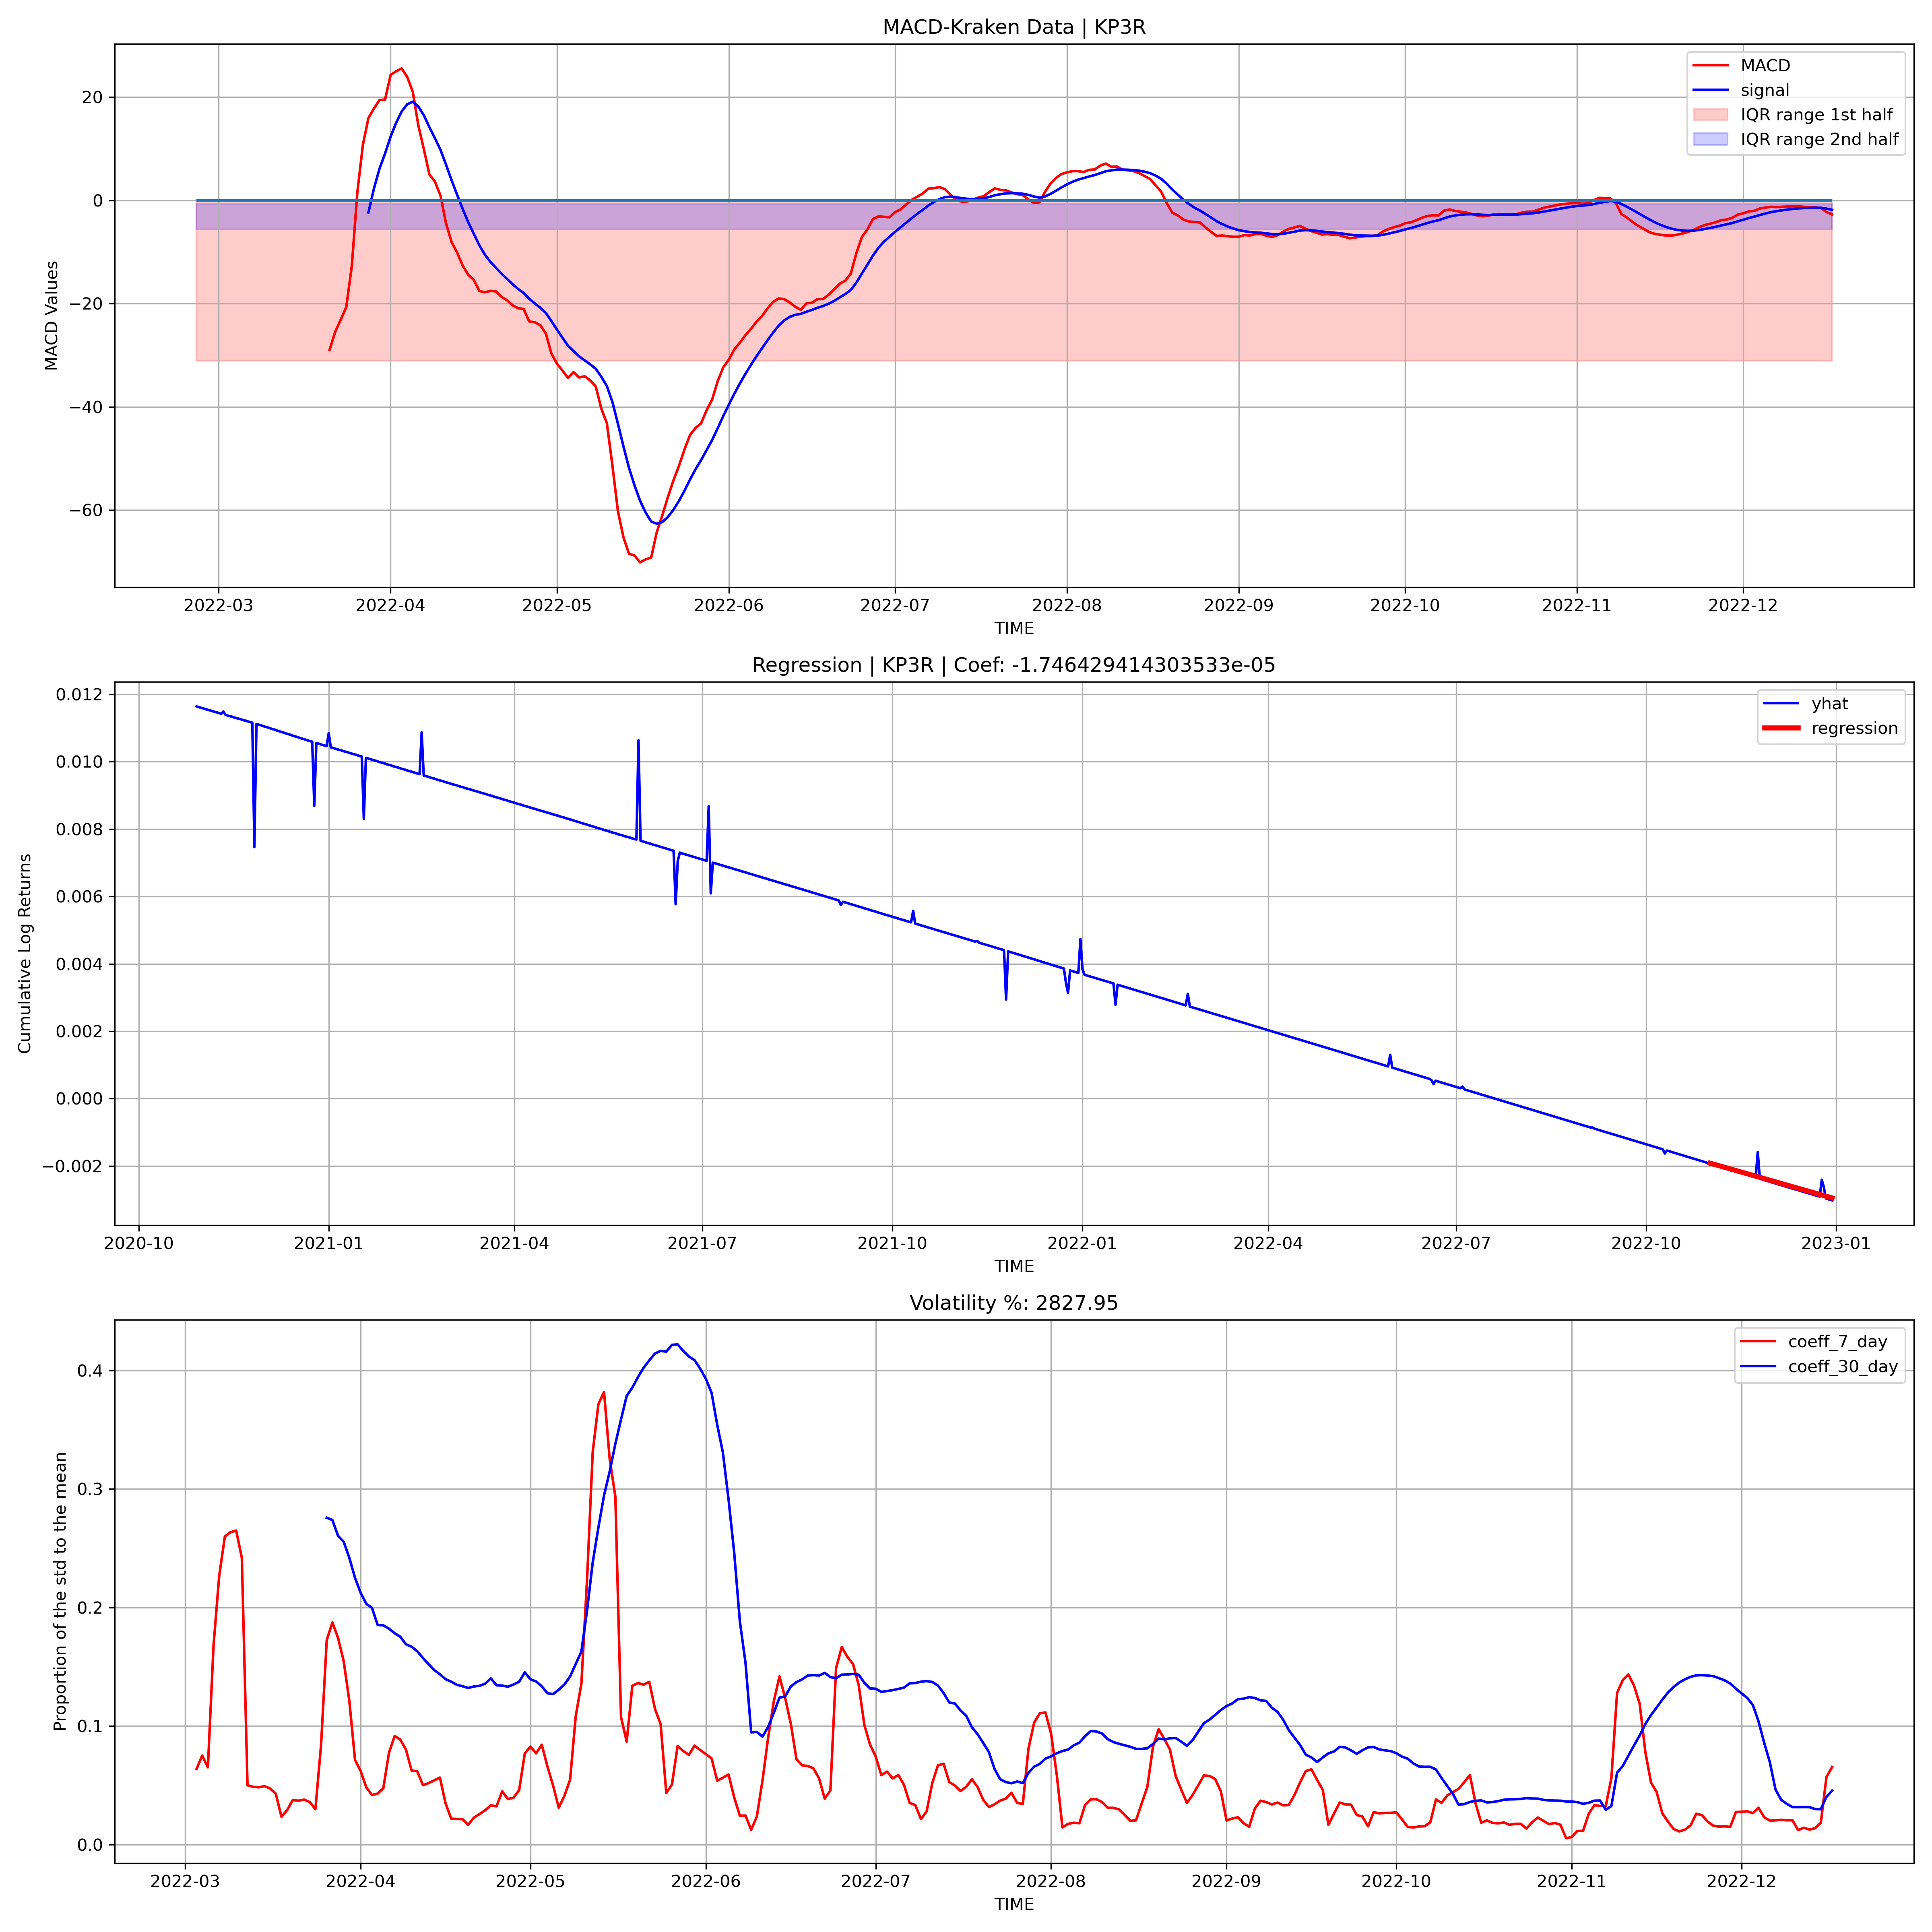 MACD-Kraken Data | KP3R
MACD
signal
IQR range 1st half
IQR range 2nd half
MACD Values
20
0
−20
−40
−60
2022-03 2022-04 2022-05 2022-06 2022-07 2022-08 2022-09 2022-10 2022-11 2022-12
TIME
Regression | KP3R | Coef: -1.746429414303533e-05
yhat
regression
Cumulative Log Returns
0.012
0.010
0.008
0.006
0.004
0.002
0.000
−0.002
2020-10 2021-01 2021-04 2021-07 2021-10 2022-01 2022-04 2022-07 2022-10 2023-01
TIME
Volatility %: 2827.95
coeff_7_day
coeff_30_day
Proportion of the std to the mean
0.4
0.3
0.2
0.1
0.0
2022-03 2022-04 2022-05 2022-06 2022-07 2022-08 2022-09 2022-10 2022-11 2022-12
TIME